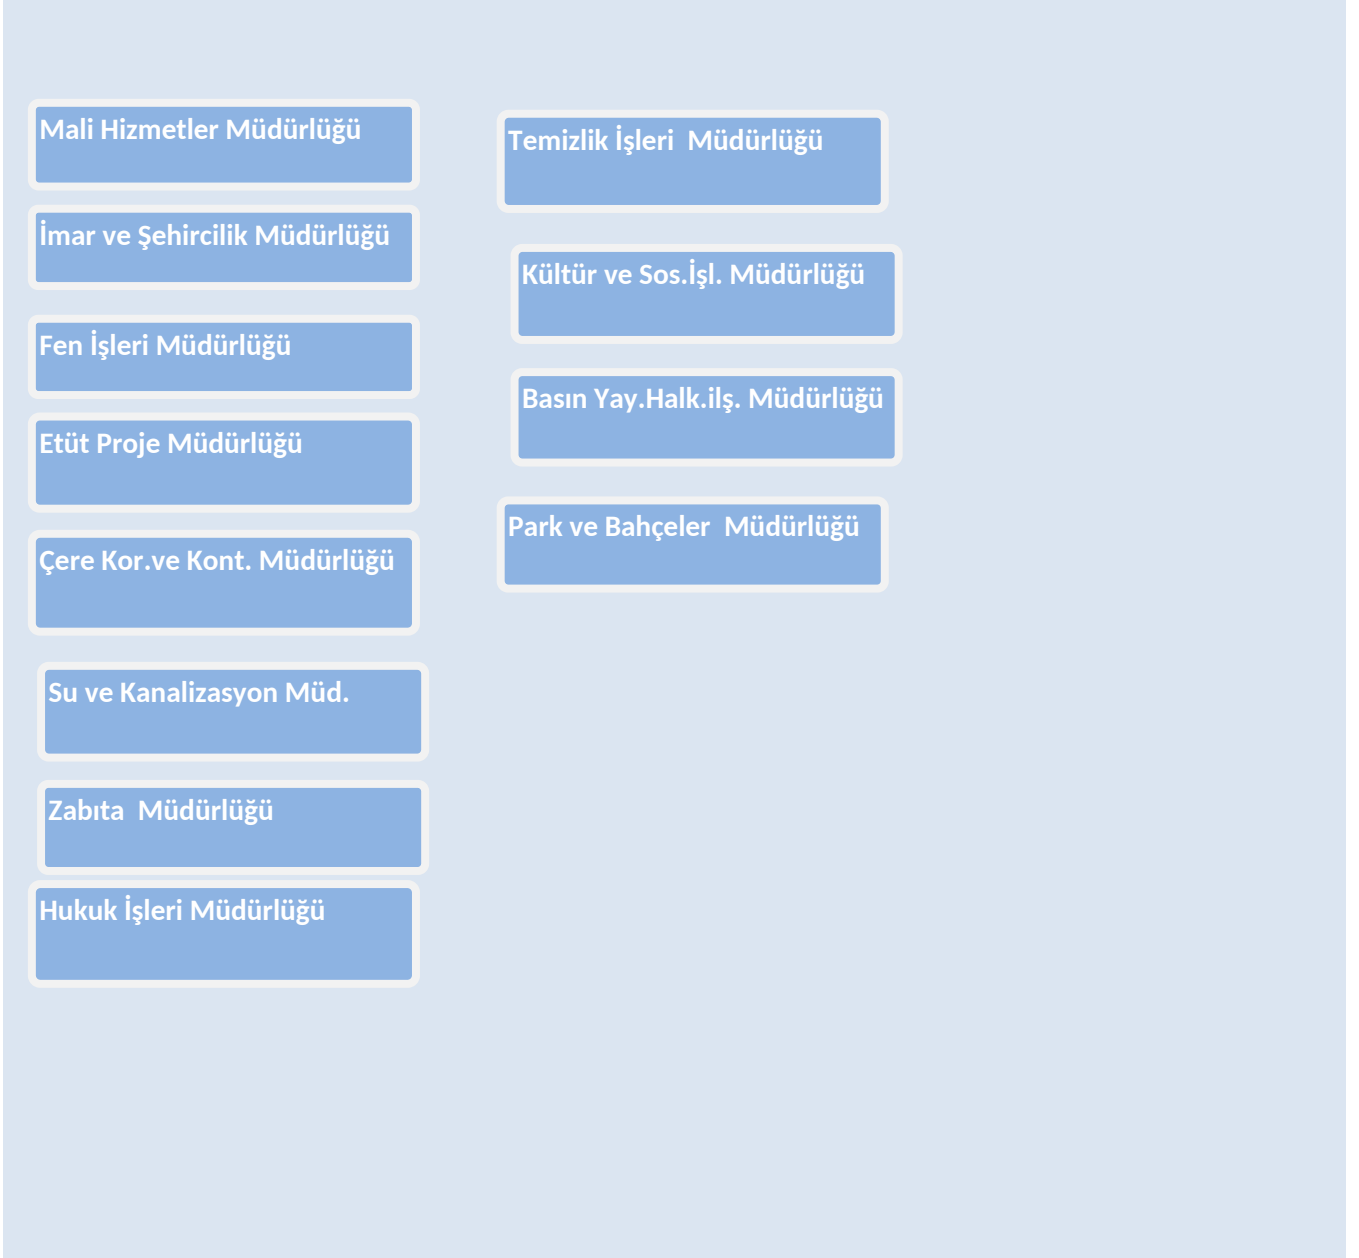 Mali Hizmetler Müdürlüğü
İmar ve Şehircilik Müdürlüğü
Fen İşleri Müdürlüğü
Etüt Proje Müdürlüğü
Çere Kor.ve Kont. Müdürlüğü
Su ve Kanalizasyon Müd.
Zabıta  Müdürlüğü
Hukuk İşleri Müdürlüğü
Temizlik İşleri  Müdürlüğü
Kültür ve Sos.İşl. Müdürlüğü
Basın Yay.Halk.ilş. Müdürlüğü
Park ve Bahçeler  Müdürlüğü